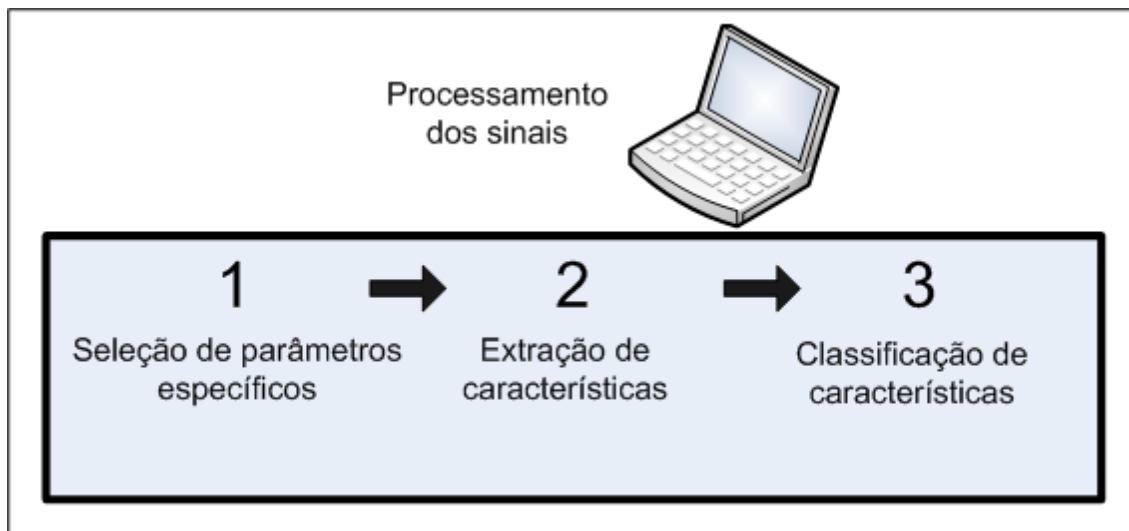 Processamento
dos sinais
1
Seleção de parâmetros
específicos
2
Extração de
características
3
Classificação de
características